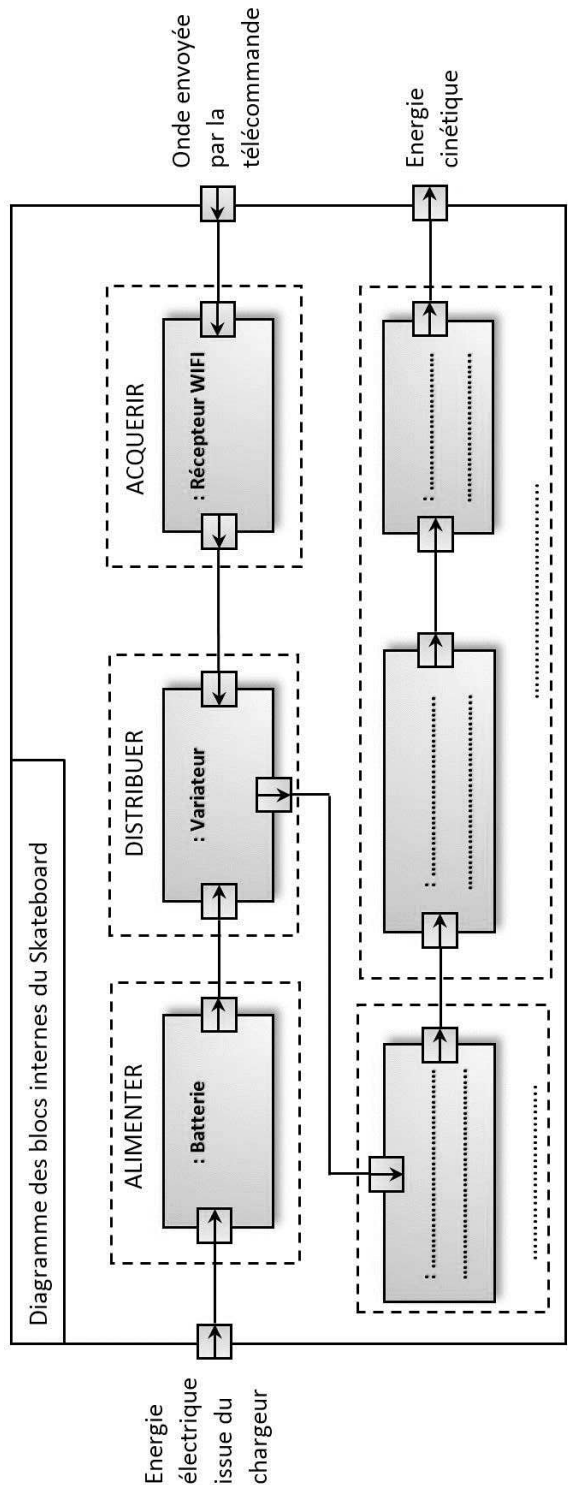 Diagramme des blocs internes du Skateboard
Energie
électrique
issue du
chargeur
ALIMENTER
: Batterie
DISTRIBUER
: Variateur
ACQUERIR
: Récepteur WIFI
Onde envoyée
par la
télécommande
: ..............................
..............................
..............................
: ..............................
..............................
: ..............................
..............................
..............................
Energie
cinétique